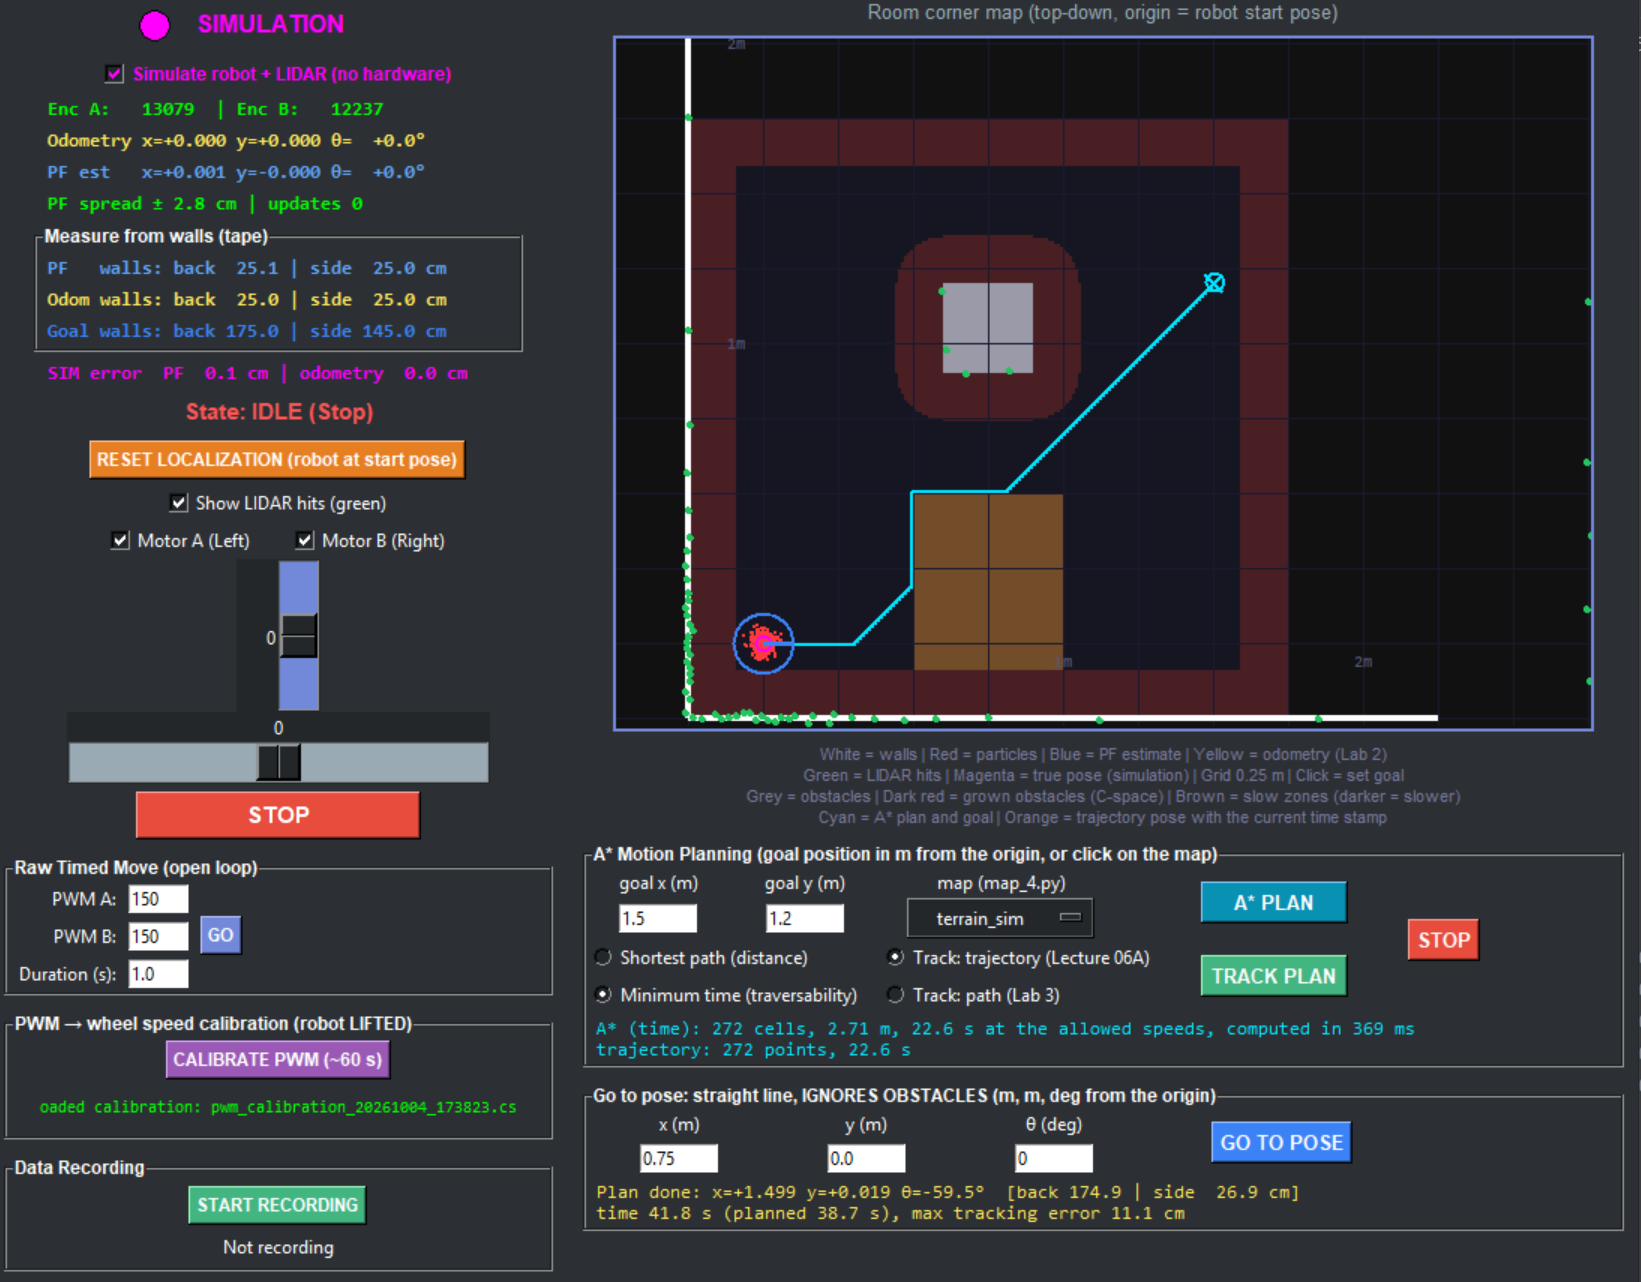 SIMULATION
Simulate robot + LIDAR (no hardware)
Enc A: 13079 | Enc B: 12237
Odometry x=+0.000 y=+0.000 θ= +0.0°
PF est x=+0.001 y=-0.000 θ= +0.0°
PF spread ± 2.8 cm | updates 0
Measure from walls (tape)
PF walls: back 25.1 | side 25.0 cm
Odom walls: back 25.0 | side 25.0 cm
Goal walls: back 175.0 | side 145.0 cm
SIM error PF 0.1 cm | odometry 0.0 cm
State: IDLE (Stop)
RESET LOCALIZATION (robot at start pose)
Show LIDAR hits (green)
Motor A (Left) Motor B (Right)
0
0
STOP
Raw Timed Move (open loop)
PWM A: 150
PWM B: 150 GO
Duration (s): 1.0
PWM → wheel speed calibration (robot LIFTED)
CALIBRATE PWM (~60 s)
oaded calibration: pwm_calibration_20261004_173823.cs
Data Recording
START RECORDING
Not recording
Room corner map (top-down, origin = robot start pose)
2m
1m
1m 2m
White = walls | Red = particles | Blue = PF estimate | Yellow = odometry (Lab 2)
Green = LIDAR hits | Magenta = true pose (simulation) | Grid 0.25 m | Click = set goal
Grey = obstacles | Dark red = grown obstacles (C-space) | Brown = slow zones (darker = slower)
Cyan = A* plan and goal | Orange = trajectory pose with the current time stamp
A* Motion Planning (goal position in m from the origin, or click on the map)
goal x (m) goal y (m) map (map_4.py)
1.5 1.2 terrain_sim
A* PLAN
STOP
Shortest path (distance) Track: trajectory (Lecture 06A)
TRACK PLAN
Minimum time (traversability) Track: path (Lab 3)
A* (time): 272 cells, 2.71 m, 22.6 s at the allowed speeds, computed in 369 ms
trajectory: 272 points, 22.6 s
Go to pose: straight line, IGNORES OBSTACLES (m, m, deg from the origin)
x (m) y (m) θ (deg)
0.75 0.0 0
GO TO POSE
Plan done: x=+1.499 y=+0.019 θ=-59.5° [back 174.9 | side 26.9 cm]
time 41.8 s (planned 38.7 s), max tracking error 11.1 cm